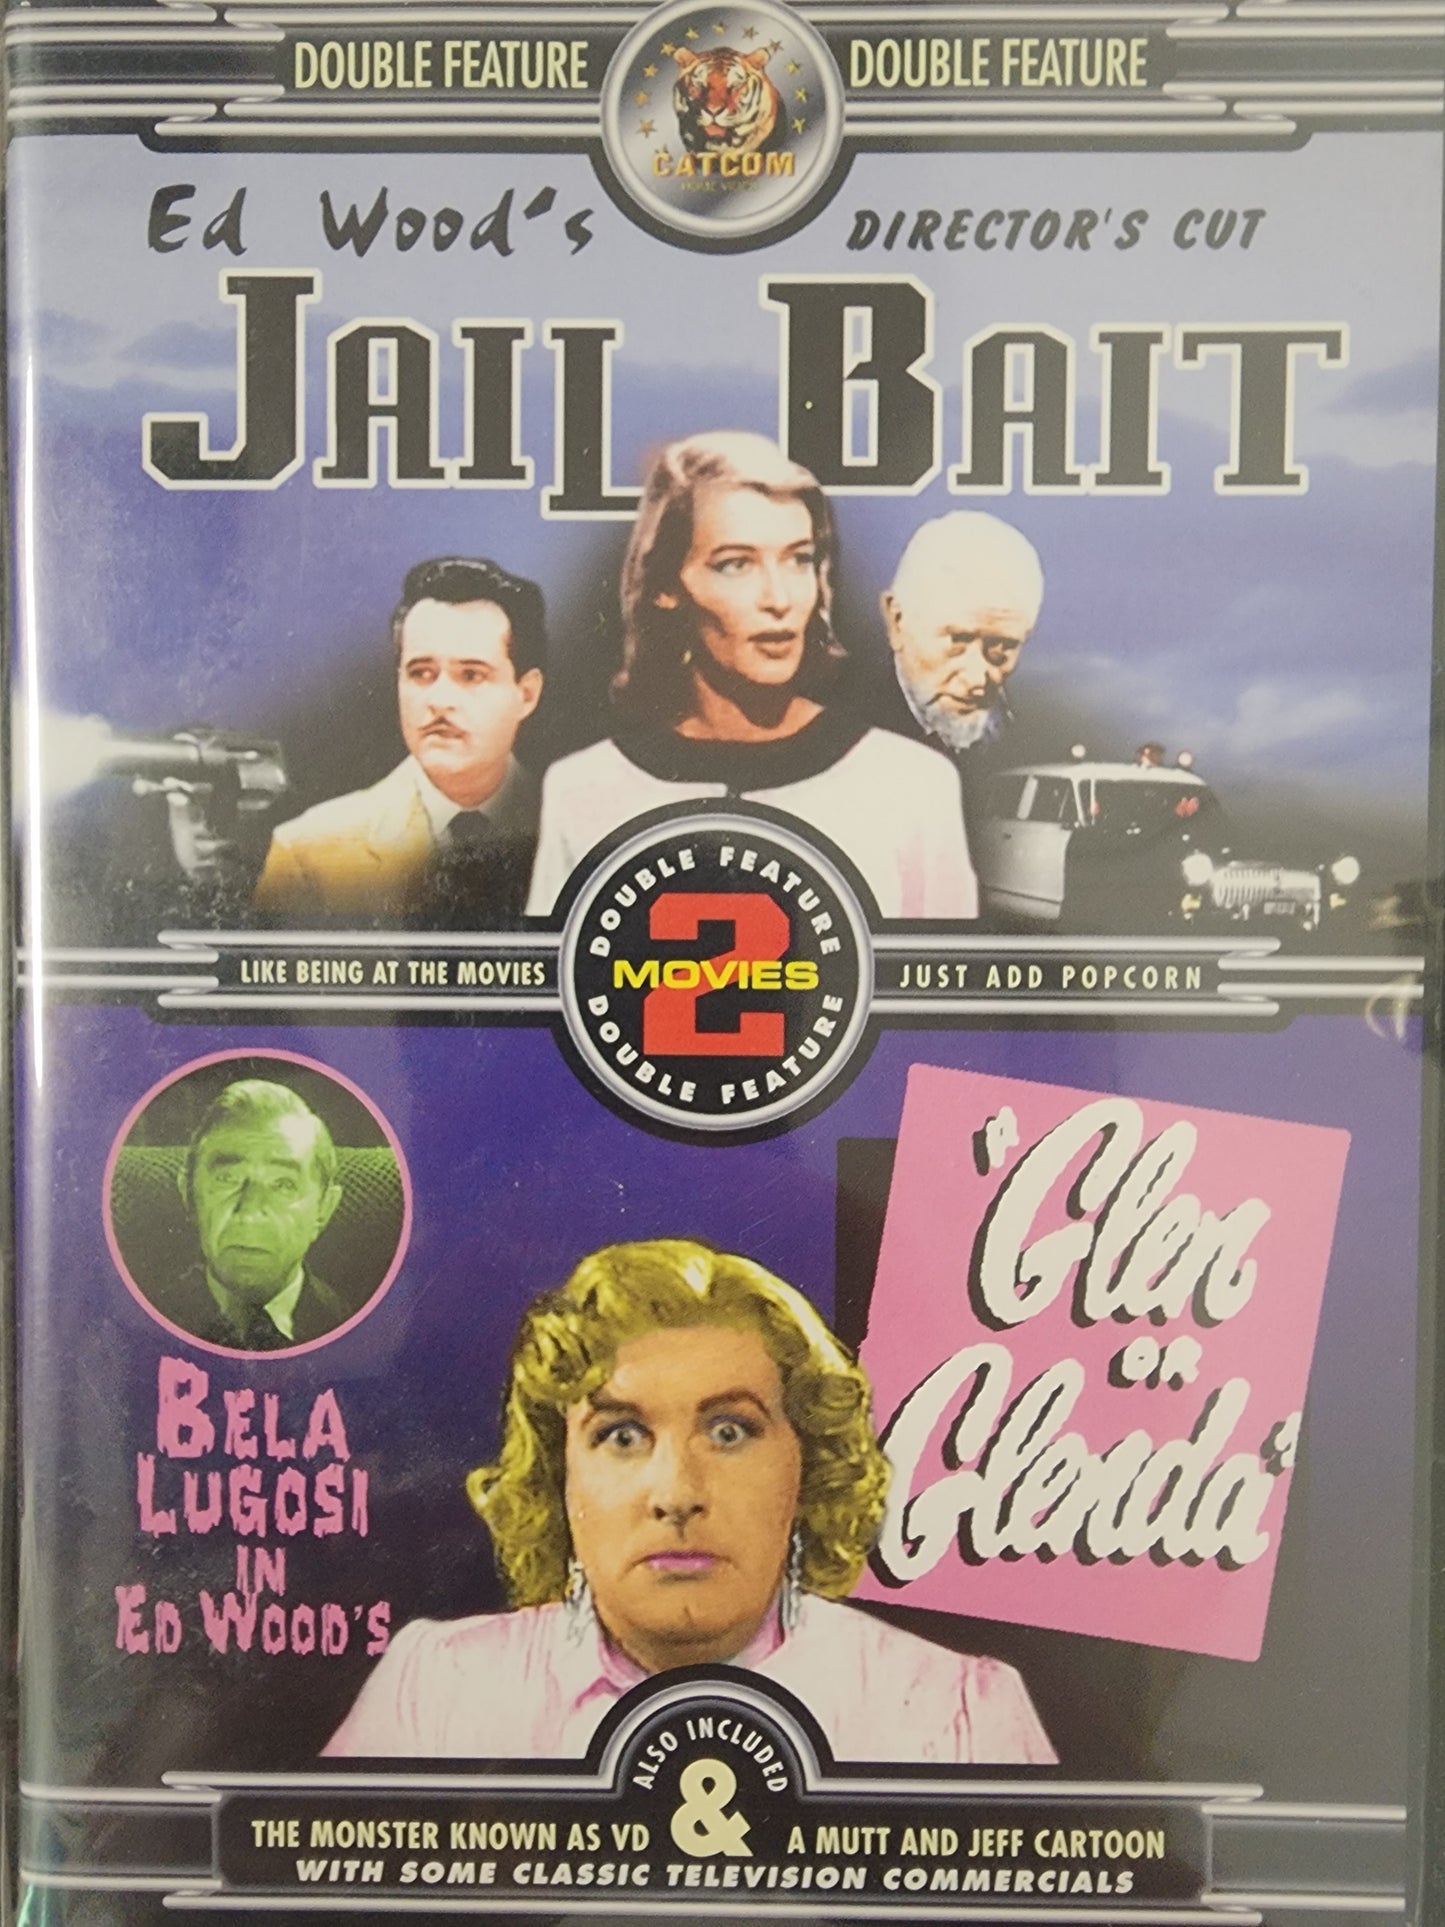 DOUBLE FEATURE
DOUBLE FEATURE
CATCOM
HOME VIDEO
Ed Wood's
DIRECTOR'S CUT
JAIL BAIT
DOUBLE FEATURE
2
MOVIES
DOUBLE FEATURE
LIKE BEING AT THE MOVIES
JUST ADD POPCORN
BELA
LUGOSI
IN
ED WOOD'S
"Glen
OR
Glenda"
ALSO INCLUDED
&
THE MONSTER KNOWN AS VD
A MUTT AND JEFF CARTOON
WITH SOME CLASSIC TELEVISION COMMERCIALS